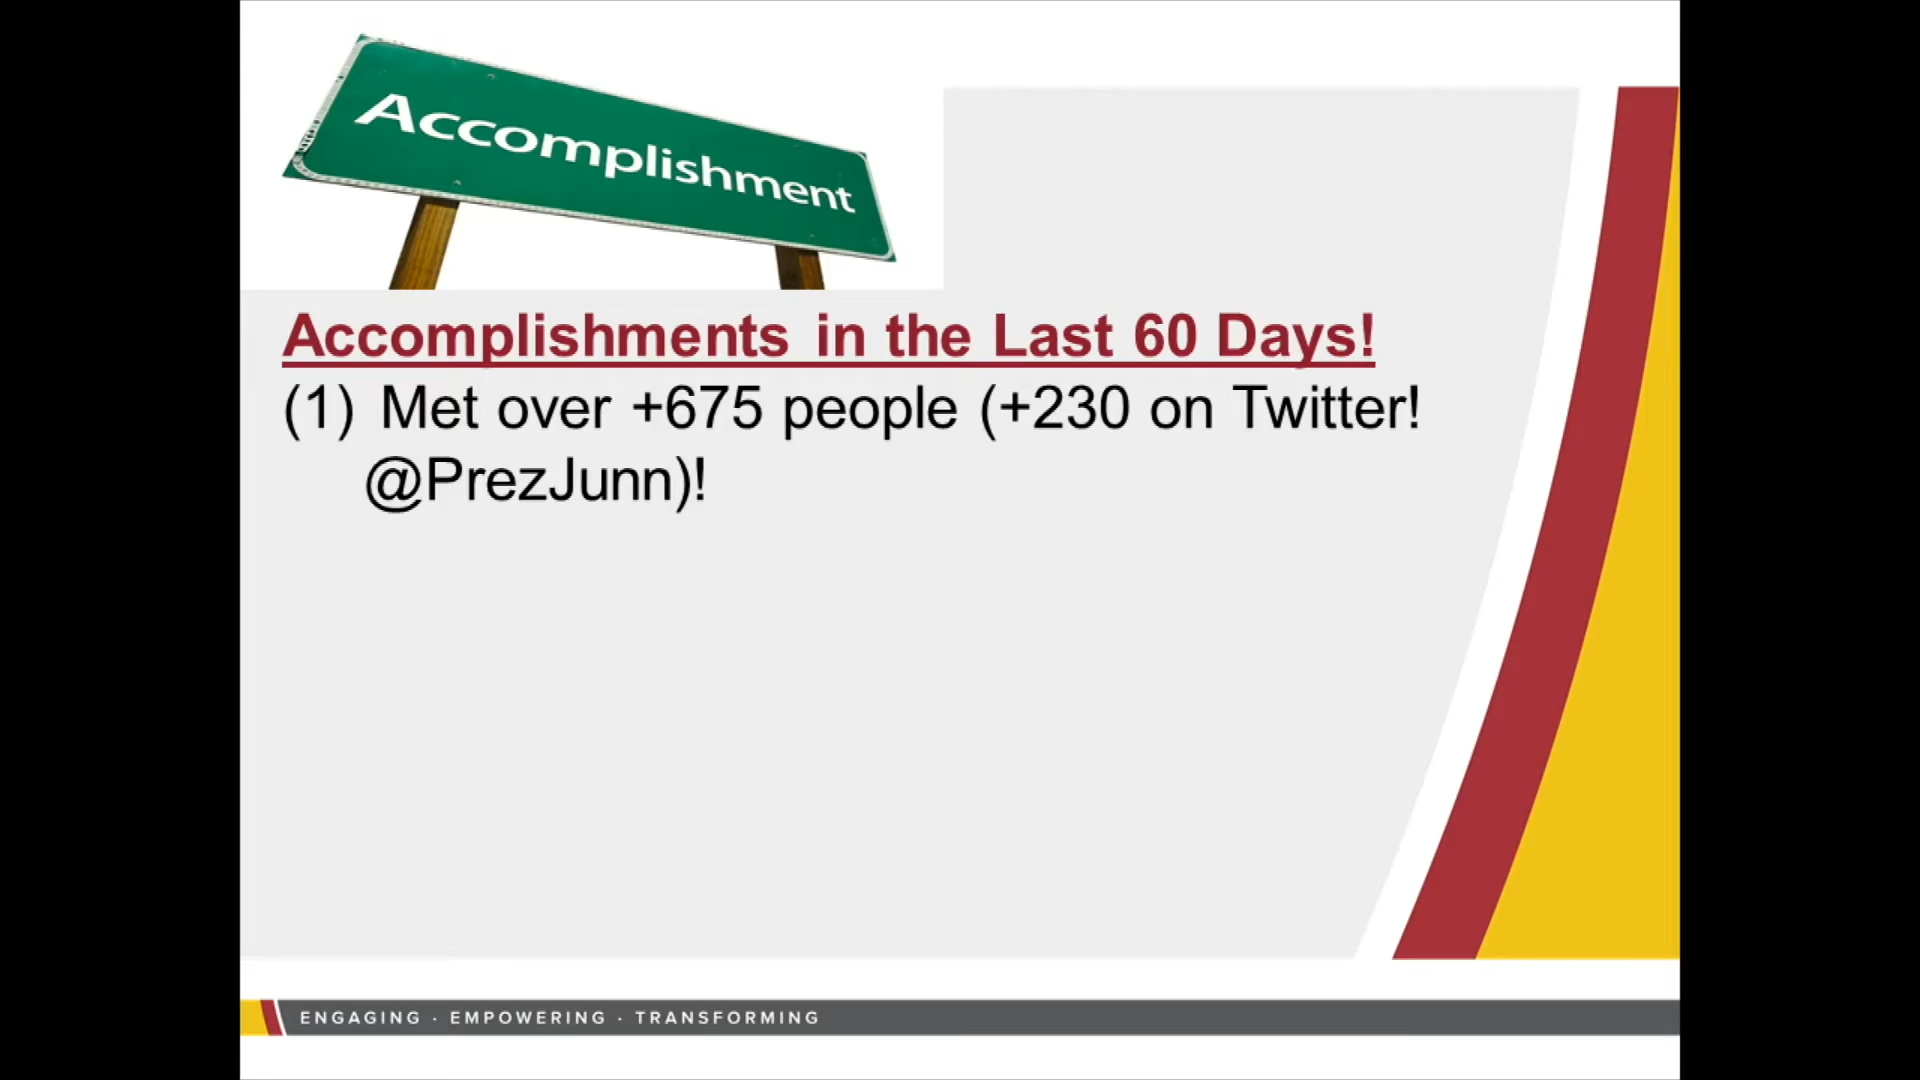 Accomplishment
Accomplishments in the Last 60 Days!
(1) Met over +675 people (+230 on Twitter!
@PrezJunn)!
ENGAGING · EMPOWERING · TRANSFORMING